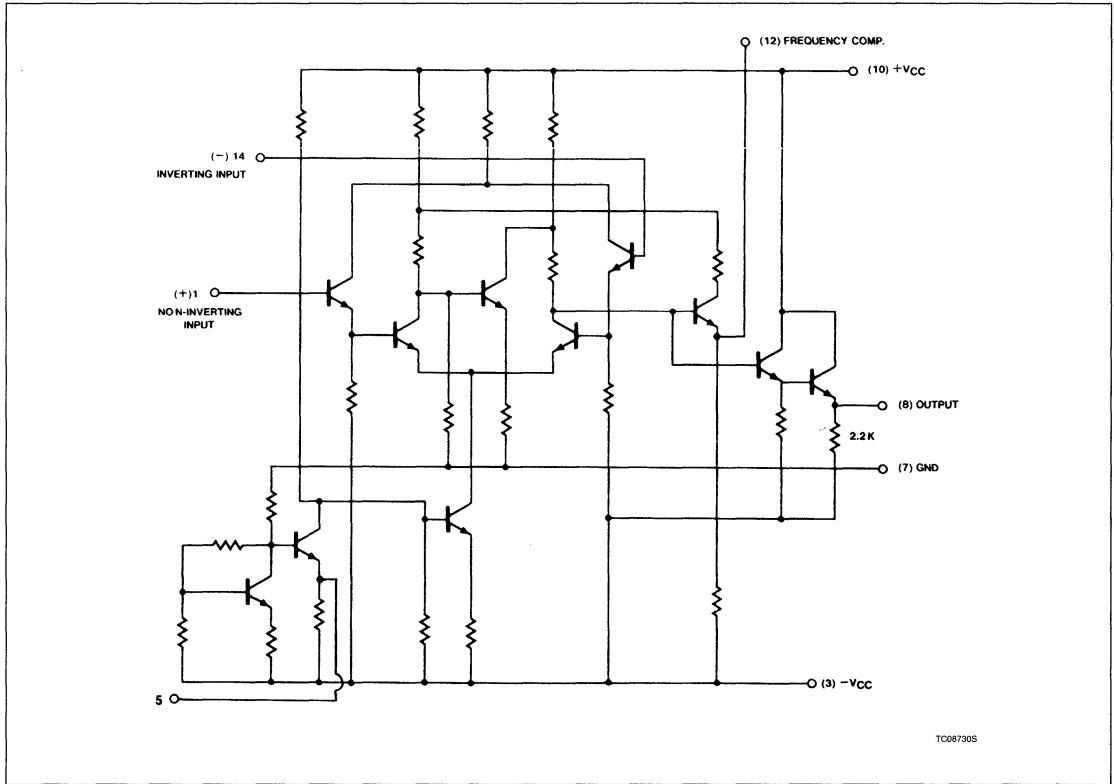 (12) FREQUENCY COMP.
(10) +VCC
(−) 14
INVERTING INPUT
(+) 1
NON-INVERTING
INPUT
(8) OUTPUT
2.2K
(7) GND
(3) −VCC
5
TC08730S